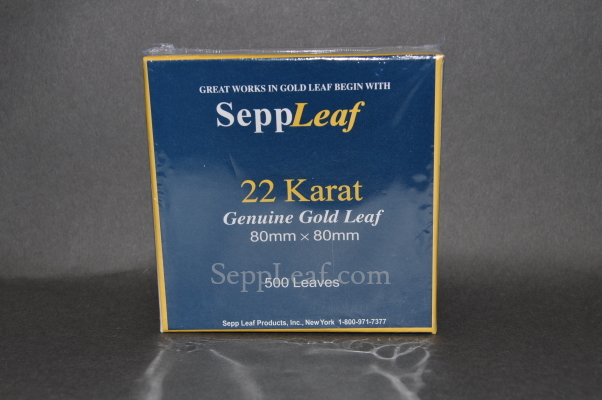 GREAT WORKS IN GOLD LEAF BEGIN WITH
SeppLeaf
22 Karat
Genuine Gold Leaf
80mm × 80mm
SeppLeaf.com
500 Leaves
Sepp Leaf Products, Inc., New York 1-800-971-7377